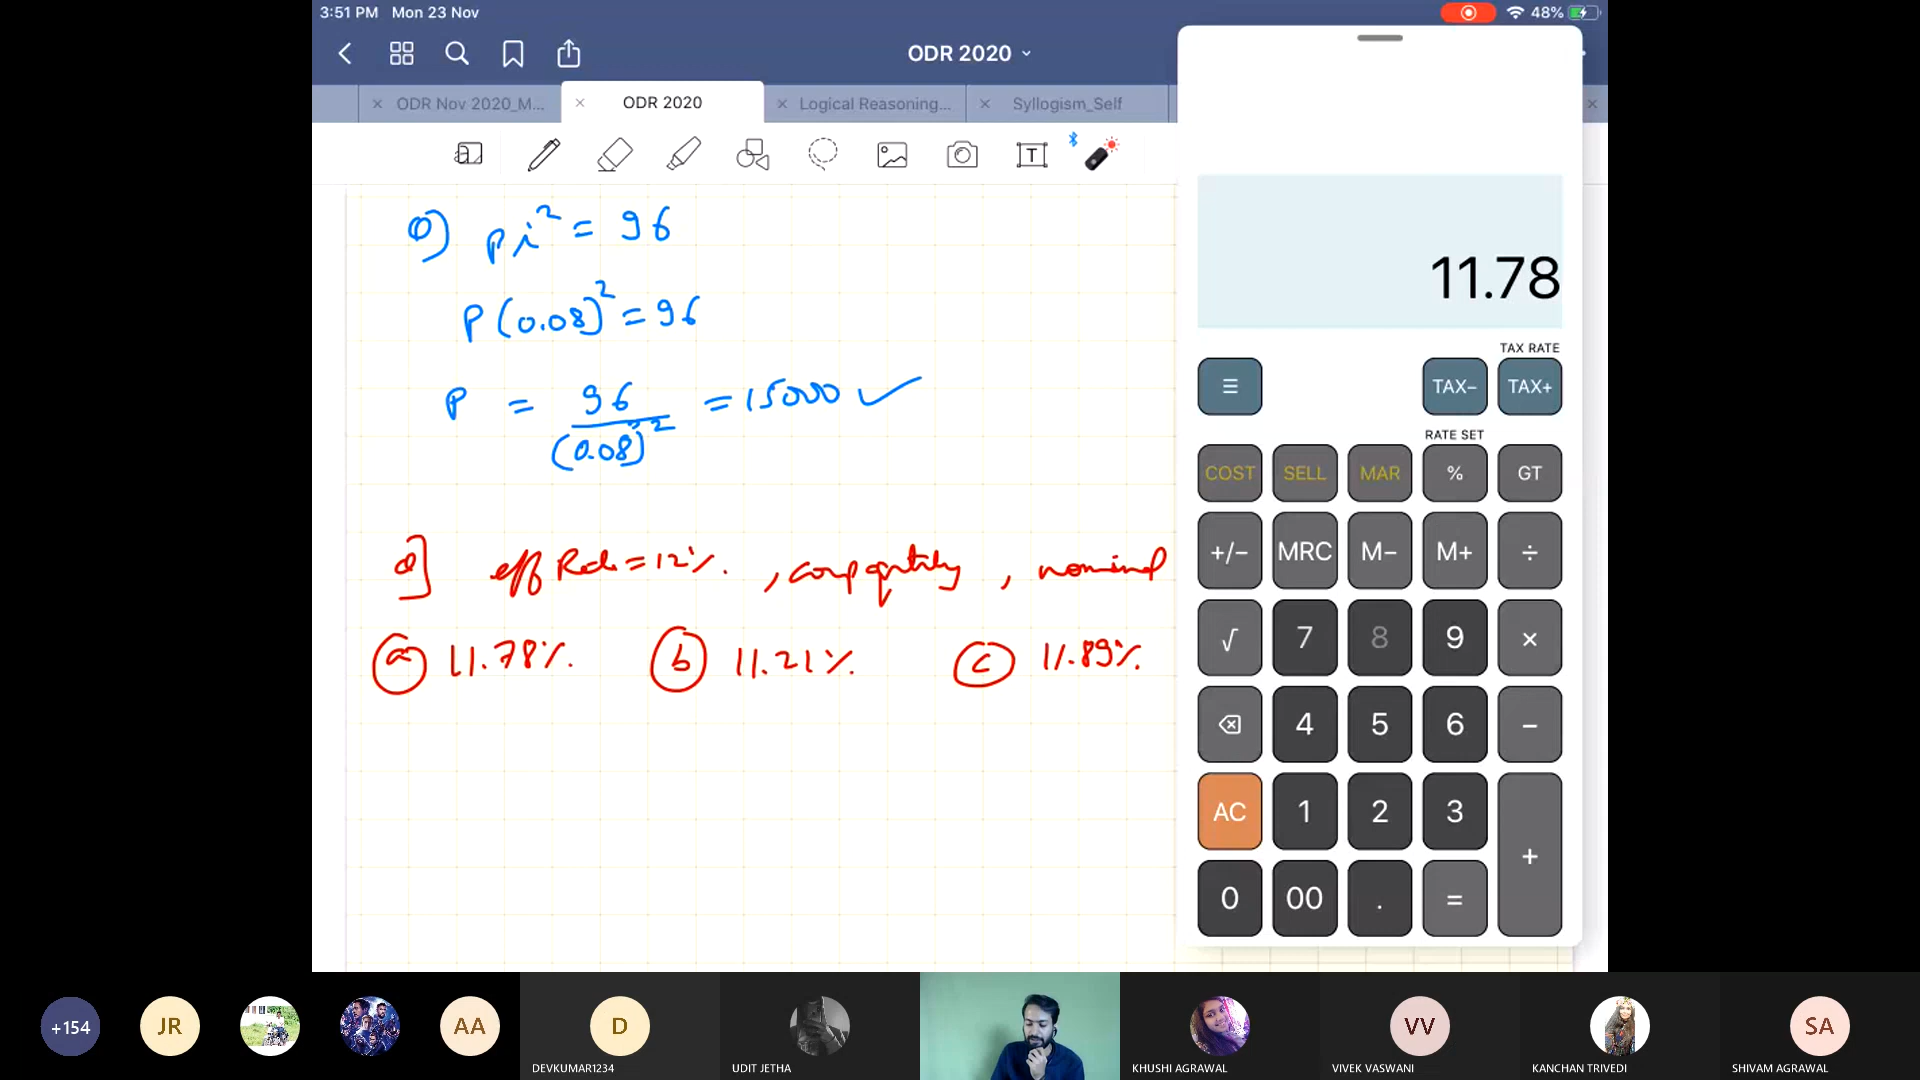 3:51 PM Mon 23 Nov
48%
ODR 2020
ODR Nov 2020_M...
ODR 2020
Logical Reasoning...
Syllogism_Self
T
Q) Pi² = 96
P(0.08)² = 96
P = 96/(0.08)² = 15000 ✓
Q] eff Rate = 12%. , comp qrtly , nominal
(a) 11.78%. (b) 11.21%. (c) 11.89%.
11.78
TAX RATE
TAX− TAX+
RATE SET
COST SELL MAR % GT
+/− MRC M− M+ ÷
√ 7 8 9 ×
4 5 6 −
AC 1 2 3 +
0 00 . =
+154
JR
AA
D
VV
SA
DEVKUMAR1234
UDIT JETHA
KHUSHI AGRAWAL
VIVEK VASWANI
KANCHAN TRIVEDI
SHIVAM AGRAWAL